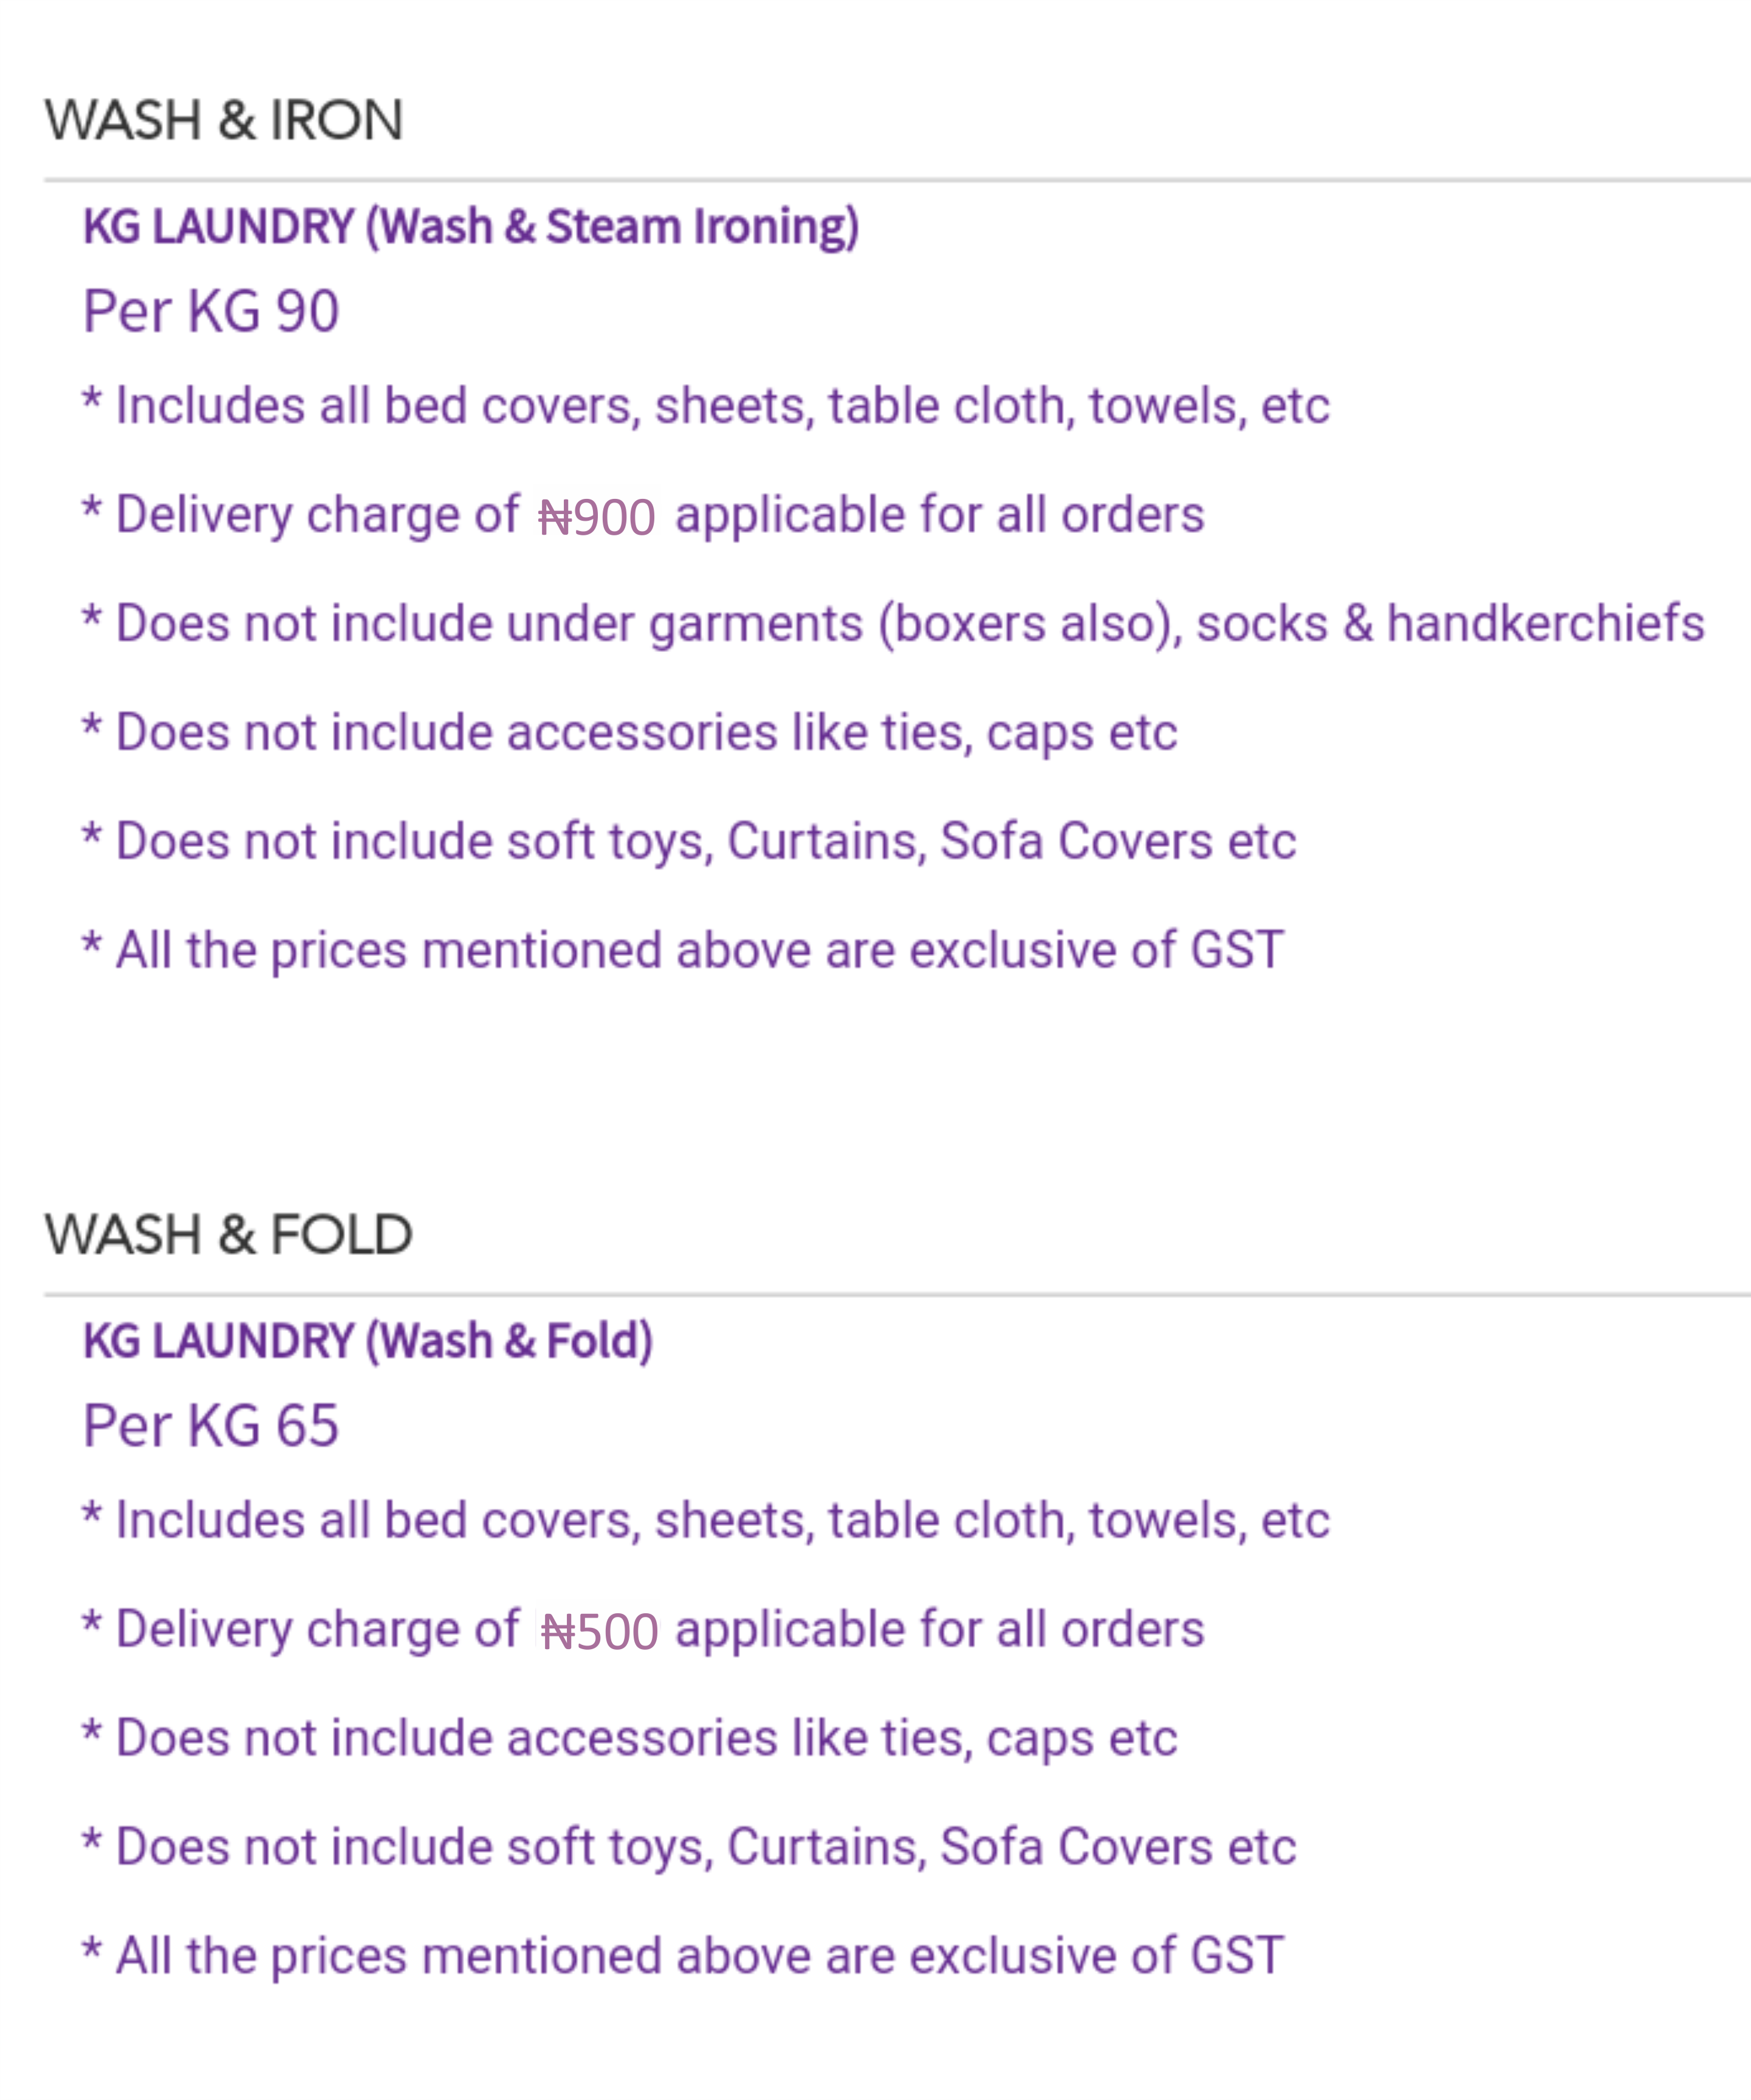 WASH & IRON
KG LAUNDRY (Wash & Steam Ironing)
Per KG 90
* Includes all bed covers, sheets, table cloth, towels, etc
* Delivery charge of ₦900 applicable for all orders
* Does not include under garments (boxers also), socks & handkerchiefs
* Does not include accessories like ties, caps etc
* Does not include soft toys, Curtains, Sofa Covers etc
* All the prices mentioned above are exclusive of GST
WASH & FOLD
KG LAUNDRY (Wash & Fold)
Per KG 65
* Includes all bed covers, sheets, table cloth, towels, etc
* Delivery charge of ₦500 applicable for all orders
* Does not include accessories like ties, caps etc
* Does not include soft toys, Curtains, Sofa Covers etc
* All the prices mentioned above are exclusive of GST